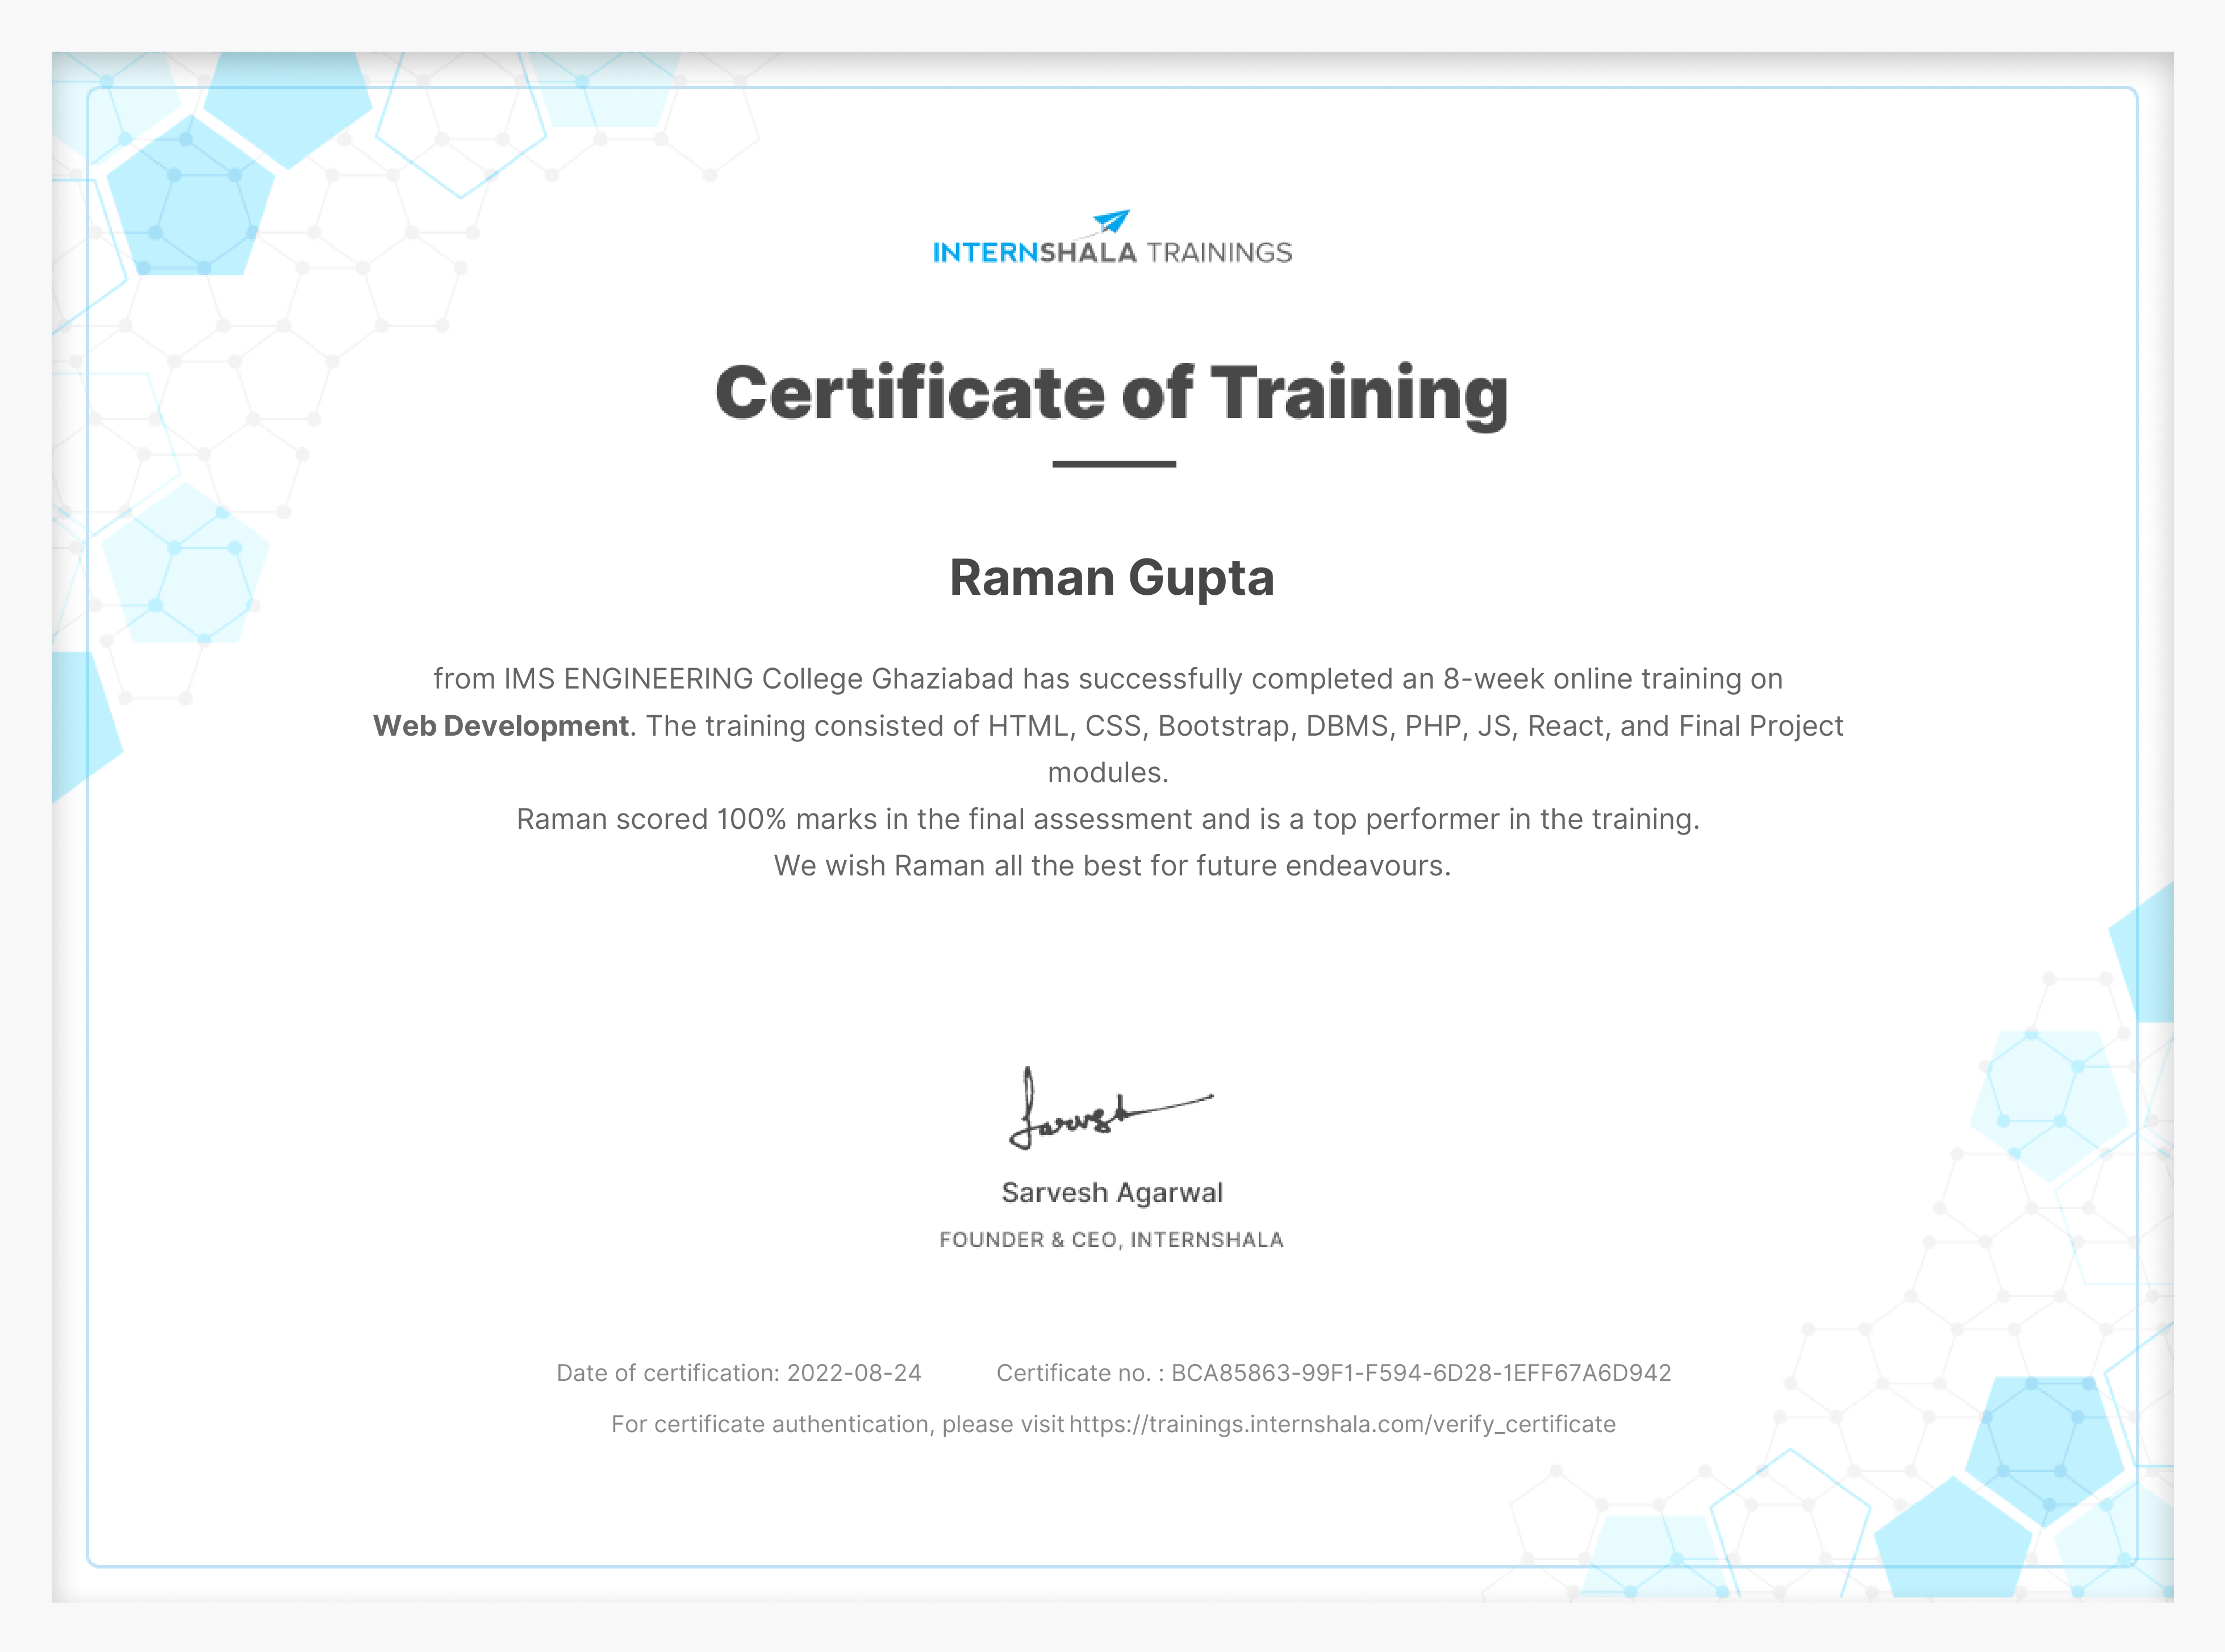 INTERNSHALA TRAININGS
Certificate of Training
Raman Gupta
from IMS ENGINEERING College Ghaziabad has successfully completed an 8-week online training on
Web Development. The training consisted of HTML, CSS, Bootstrap, DBMS, PHP, JS, React, and Final Project
modules.
Raman scored 100% marks in the final assessment and is a top performer in the training.
We wish Raman all the best for future endeavours.
Sarvesh
Sarvesh Agarwal
FOUNDER & CEO, INTERNSHALA
Date of certification: 2022-08-24 Certificate no. : BCA85863-99F1-F594-6D28-1EFF67A6D942
For certificate authentication, please visit https://trainings.internshala.com/verify_certificate